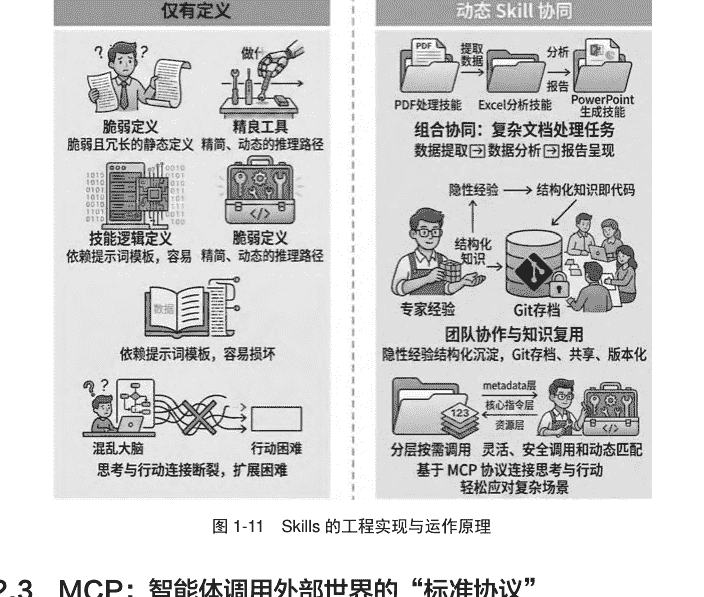 仅有定义
脆弱定义
脆弱且冗长的静态定义
精良工具
精简、动态的推理路径
技能逻辑定义
依赖提示词模板，容易
脆弱定义
精简、动态的推理路径
数据
依赖提示词模板，容易损坏
混乱大脑
行动困难
思考与行动连接断裂，扩展困难
动态 Skill 协同
PDF
提取
数据
分析
报告
PDF处理技能
Excel分析技能
PowerPoint
生成技能
组合协同：复杂文档处理任务
数据提取→数据分析→报告呈现
隐性经验
结构化知识即代码
结构化
知识
专家经验
Git存档
团队协作与知识复用
隐性经验结构化沉淀，Git存档、共享、版本化
123
metadata层
核心指令层
资源层
</>
分层按需调用
灵活、安全调用和动态匹配
基于 MCP 协议连接思考与行动
轻松应对复杂场景
图 1-11 Skills 的工程实现与运作原理
2.3 MCP：智能体调用外部世界的“标准协议”